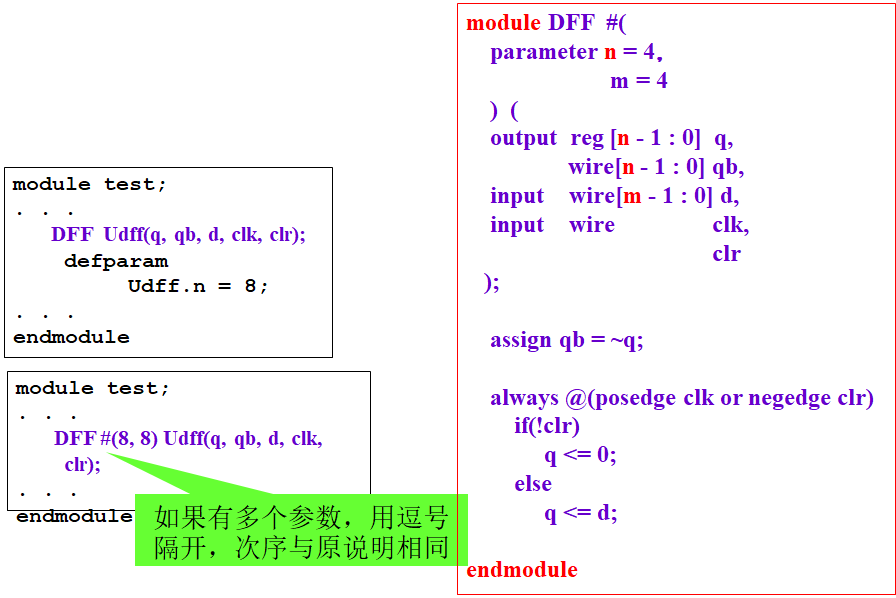 module test;
. . .
DFF Udff(q, qb, d, clk, clr);
defparam
Udff.n = 8;
. . .
endmodule
module test;
. . .
DFF #(8, 8) Udff(q, qb, d, clk,
clr);
. . .
endmodule
如果有多个参数，用逗号
隔开，次序与原说明相同
module DFF #(
parameter n = 4,
m = 4
) (
output reg [n - 1 : 0] q,
wire[n - 1 : 0] qb,
input wire[m - 1 : 0] d,
input wire clk,
clr
);
assign qb = ~q;
always @(posedge clk or negedge clr)
if(!clr)
q <= 0;
else
q <= d;
endmodule